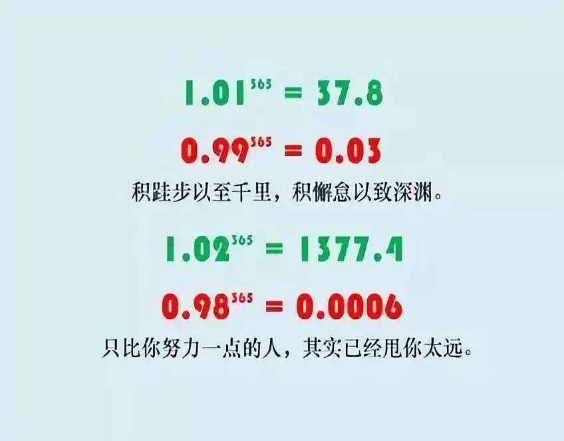 1.01³⁶⁵ = 37.8
0.99³⁶⁵ = 0.03
积跬步以至千里，积懈怠以致深渊。
1.02³⁶⁵ = 1377.4
0.98³⁶⁵ = 0.0006
只比你努力一点的人，其实已经甩你太远。